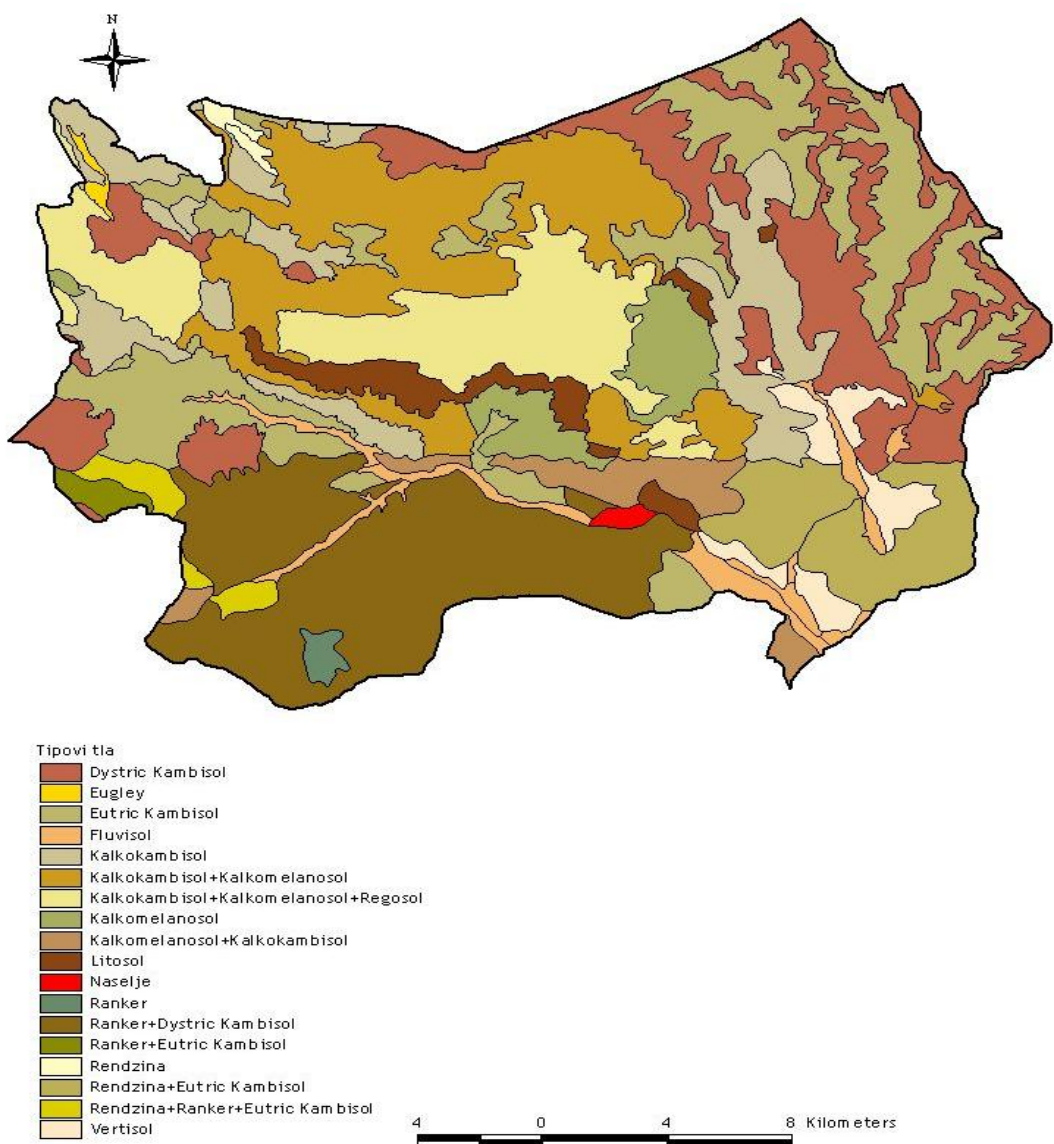 N
Tipovi tla
Dystric Kambisol
Eugley
Eutric Kambisol
Fluvisol
Kalkokambisol
Kalkokambisol+Kalkomelanosol
Kalkokambisol+Kalkomelanosol+Regosol
Kalkomelanosol
Kalkomelanosol+Kalkokambisol
Litosol
Naselje
Ranker
Ranker+Dystric Kambisol
Ranker+Eutric Kambisol
Rendzina
Rendzina+Eutric Kambisol
Rendzina+Ranker+Eutric Kambisol
Vertisol
4 0 4 8 Kilometers